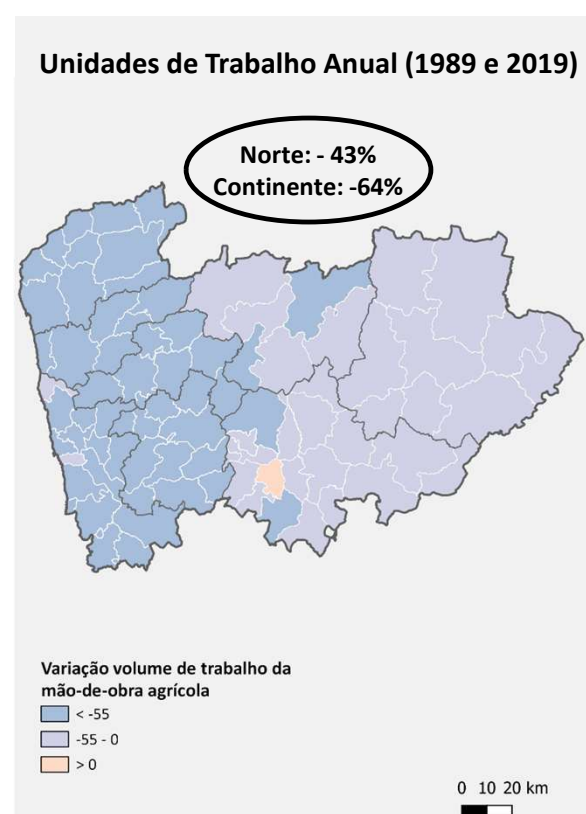 Unidades de Trabalho Anual (1989 e 2019)
Norte: - 43%
Continente: -64%
Variação volume de trabalho da
mão-de-obra agrícola
< -55
-55 - 0
> 0
0 10 20 km